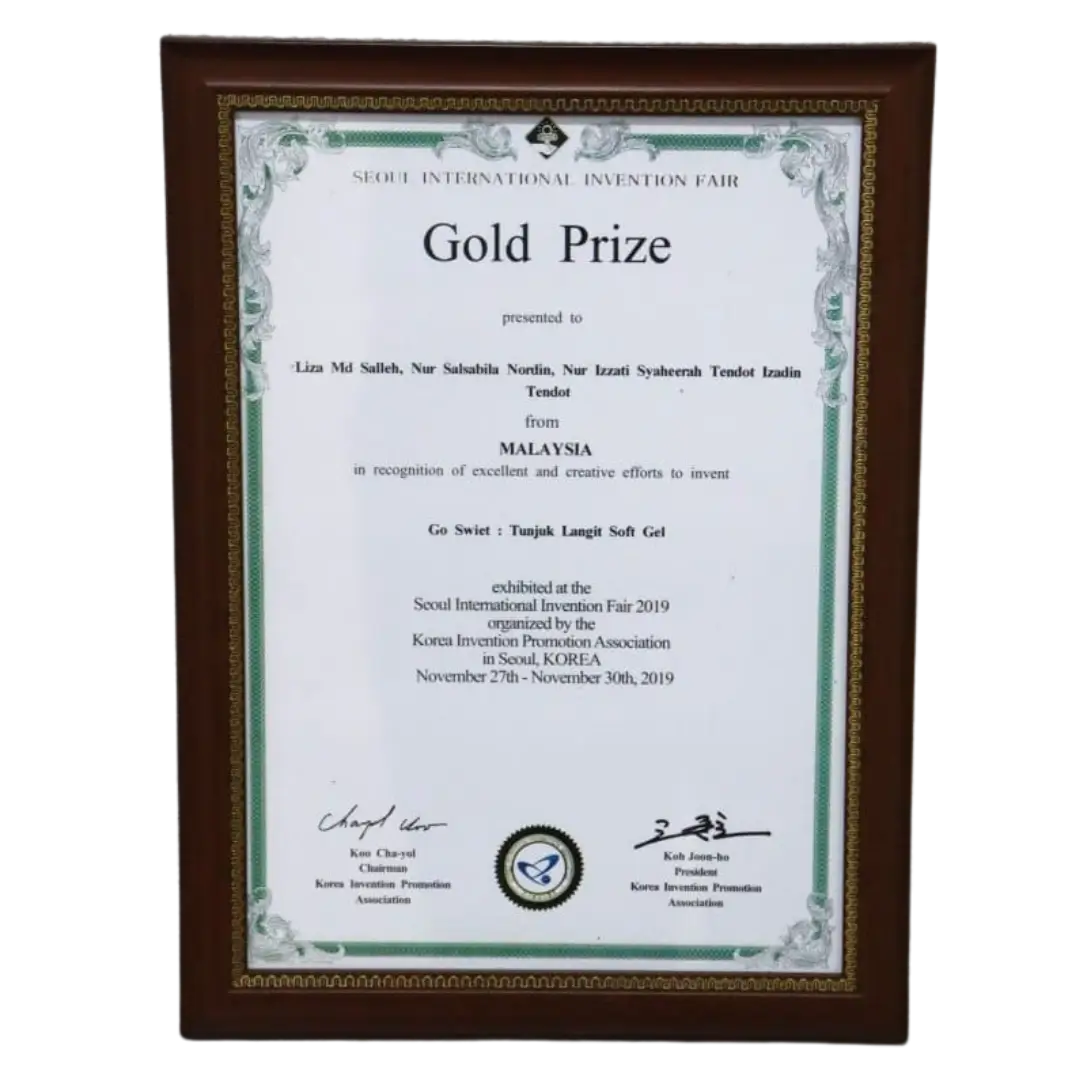 SEOUL INTERNATIONAL INVENTION FAIR
Gold Prize
presented to
Liza Md Salleh, Nur Salsabila Nordin, Nur Izzati Syaheerah Tendot Izadin
Tendot
from
MALAYSIA
in recognition of excellent and creative efforts to invent
Go Swiet : Tunjuk Langit Soft Gel
exhibited at the
Seoul International Invention Fair 2019
organized by the
Korea Invention Promotion Association
in Seoul, KOREA
November 27th - November 30th, 2019
Koo Cha-yol
Chairman
Korea Invention Promotion
Association
Koh Joon-ho
President
Korea Invention Promotion
Association